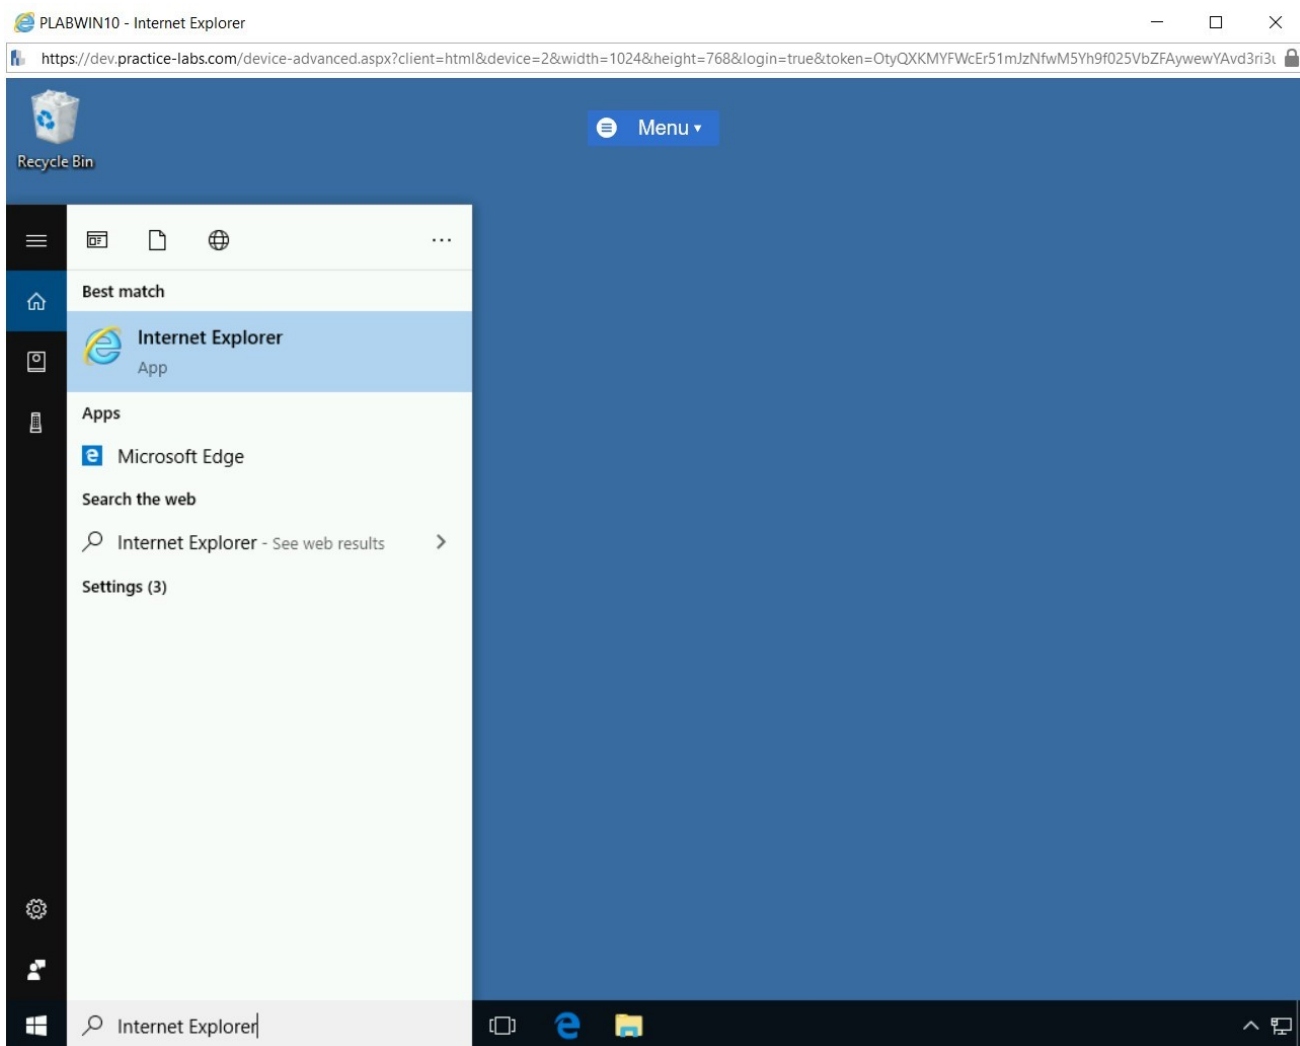 PLABWIN10 - Internet Explorer
https://dev.practice-labs.com/device-advanced.aspx?client=html&device=2&width=1024&height=768&login=true&token=OtyQXKMYFWcEr51mJzNfwM5Yh9f025VbZFAywewYAvd3ri3
Menu
Recycle Bin
Best match
Internet Explorer
App
Apps
Microsoft Edge
Search the web
Internet Explorer - See web results
Settings (3)
Internet Explorer